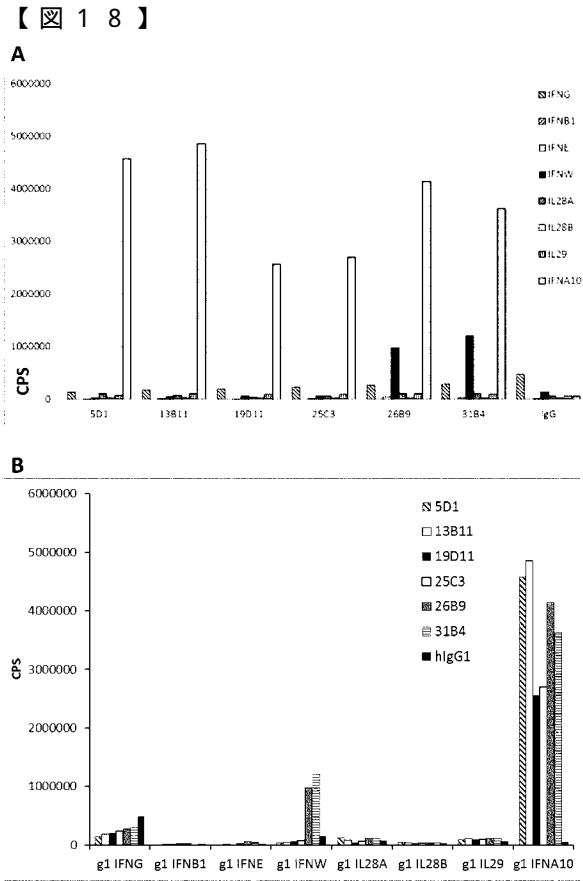 【図18】
A
6000000
5000000
4000000
3000000
2000000
1000000
0
CPS
5D1
13B11
19D11
25C3
26B9
31B4
IgG
IFNG
IFNB1
IFNE
IFNW
IL28A
IL28B
IL29
IFNA10
B
6000000
5000000
4000000
3000000
2000000
1000000
0
CPS
g1 IFNG
g1 IFNB1
g1 IFNE
g1 IFNW
g1 IL28A
g1 IL28B
g1 IL29
g1 IFNA10
5D1
13B11
19D11
25C3
26B9
31B4
hIgG1